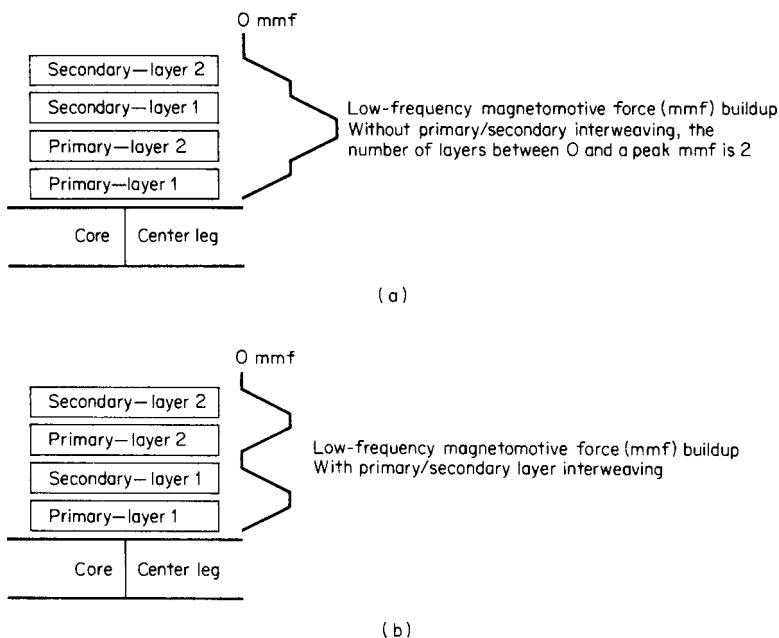 0 mmf
Secondary—layer 2
Secondary—layer 1
Primary—layer 2
Primary—layer 1
Low-frequency magnetomotive force (mmf) buildup
Without primary/secondary interweaving, the
number of layers between 0 and a peak mmf is 2
Core
Center leg
(a)
0 mmf
Secondary—layer 2
Primary—layer 2
Secondary—layer 1
Primary—layer 1
Low-frequency magnetomotive force (mmf) buildup
With primary/secondary layer interweaving
Core
Center leg
(b)